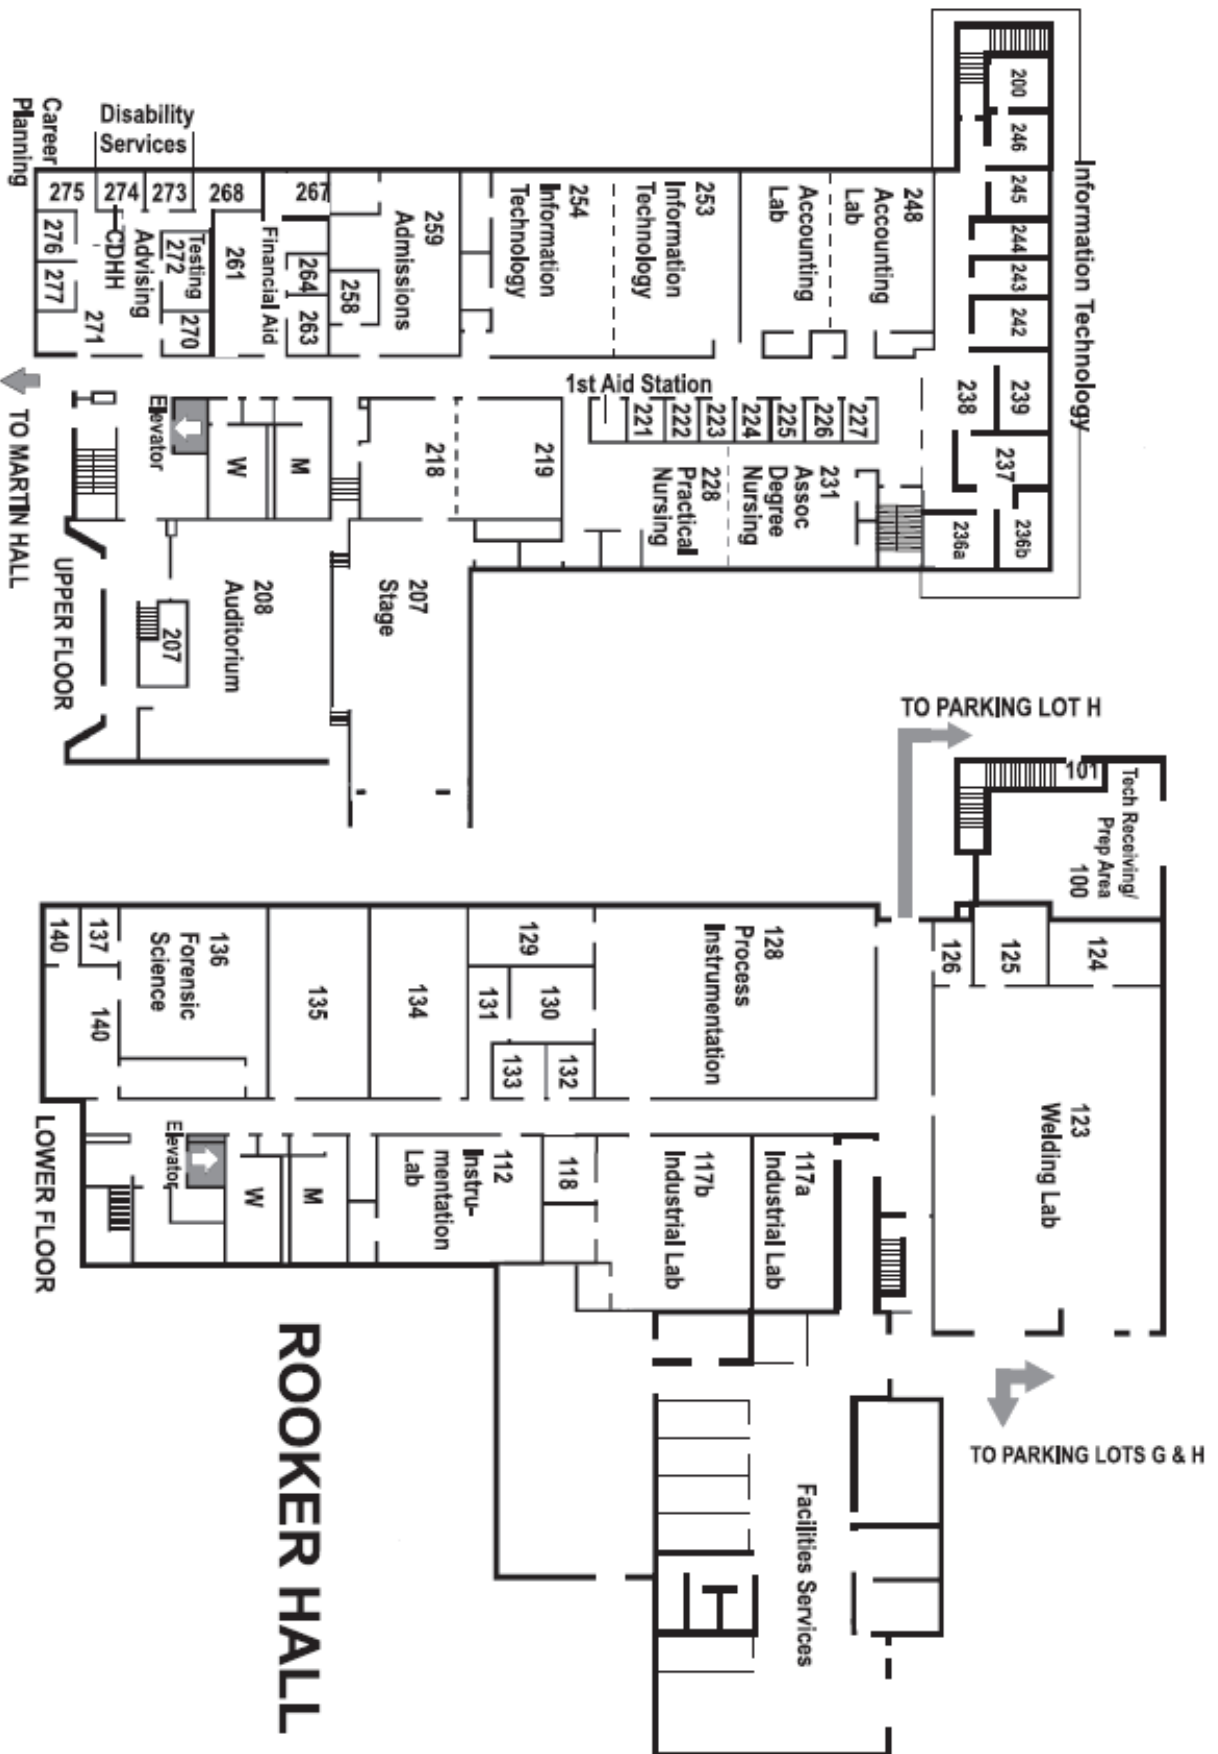 ROOKER HALL
UPPER FLOOR
TO MARTIN HALL
Career
Planning
Disability
Services
275
274
273
268
267
276
277
CDHH
Advising
271
Testing
272
270
261
Financial Aid
264
263
258
259
Admissions
254
Information
Technology
253
Information
Technology
Accounting
Lab
248
Accounting
Lab
Information Technology
200
246
245
244
243
242
239
238
237
236a
236b
1st Aid Station
221
222
223
224
225
226
227
228
Practical
Nursing
231
Assoc
Degree
Nursing
219
218
M
W
Elevator
207
Stage
208
Auditorium
207
LOWER FLOOR
TO PARKING LOT H
101
Tech Receiving/
Prep Area
100
124
125
126
123
Welding Lab
TO PARKING LOTS G & H
128
Process
Instrumentation
129
130
131
132
133
134
135
136
Forensic
Science
137
140
140
117a
Industrial Lab
117b
Industrial Lab
118
112
Instru-
mentation
Lab
M
W
Elevator
Facilities Services